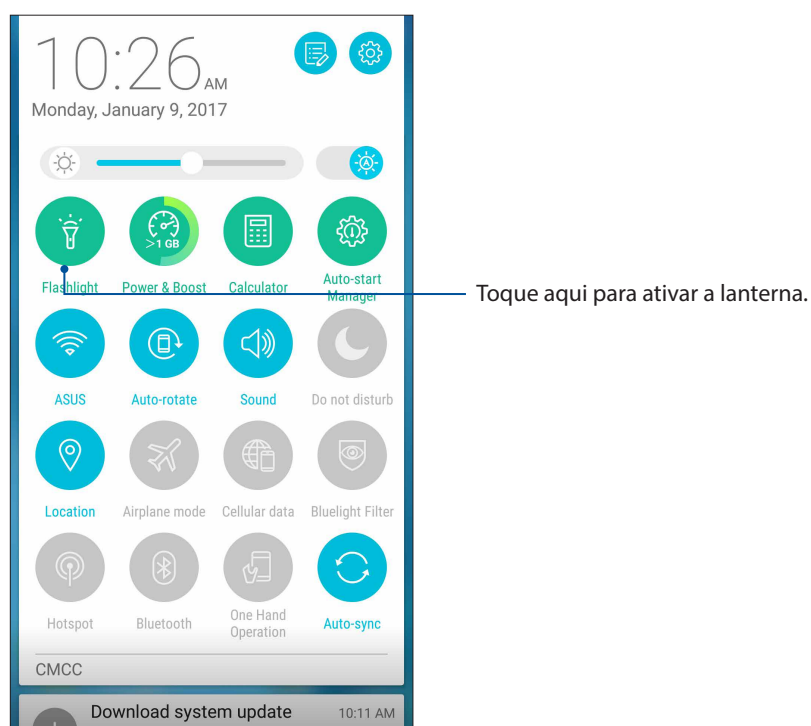 10:26 AM
Monday, January 9, 2017
A
>1 GB
Flashlight
Power & Boost
Calculator
Auto-start
Manager
Toque aqui para ativar a lanterna.
ASUS
Auto-rotate
Sound
Do not disturb
Location
Airplane mode
Cellular data
Bluelight Filter
Hotspot
Bluetooth
One Hand
Operation
Auto-sync
CMCC
Download system update
10:11 AM